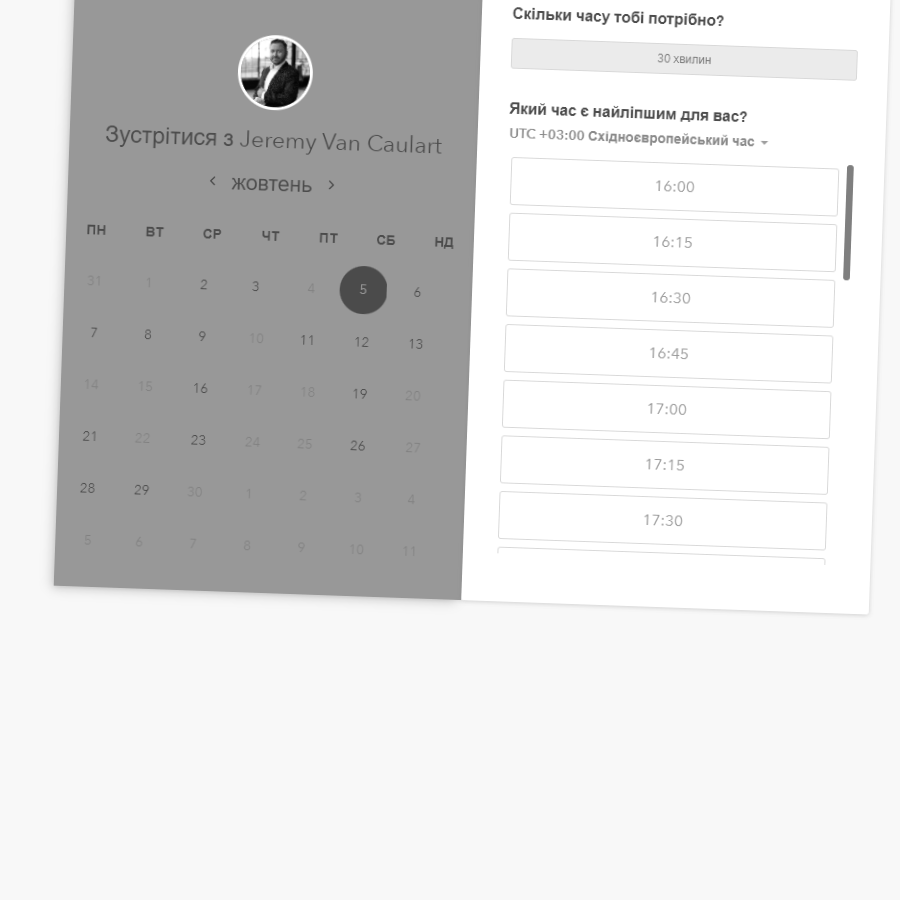 Зустрітися з Jeremy Van Caulart
жовтень
ПН ВТ СР ЧТ ПТ СБ НД
31 1 2 3 4 5 6
7 8 9 10 11 12 13
14 15 16 17 18 19 20
21 22 23 24 25 26 27
28 29 30 1 2 3 4
5 6 7 8 9 10 11
Скільки часу тобі потрібно?
30 хвилин
Який час є найліпшим для вас?
UTC +03:00 Східноєвропейський час
16:00
16:15
16:30
16:45
17:00
17:15
17:30